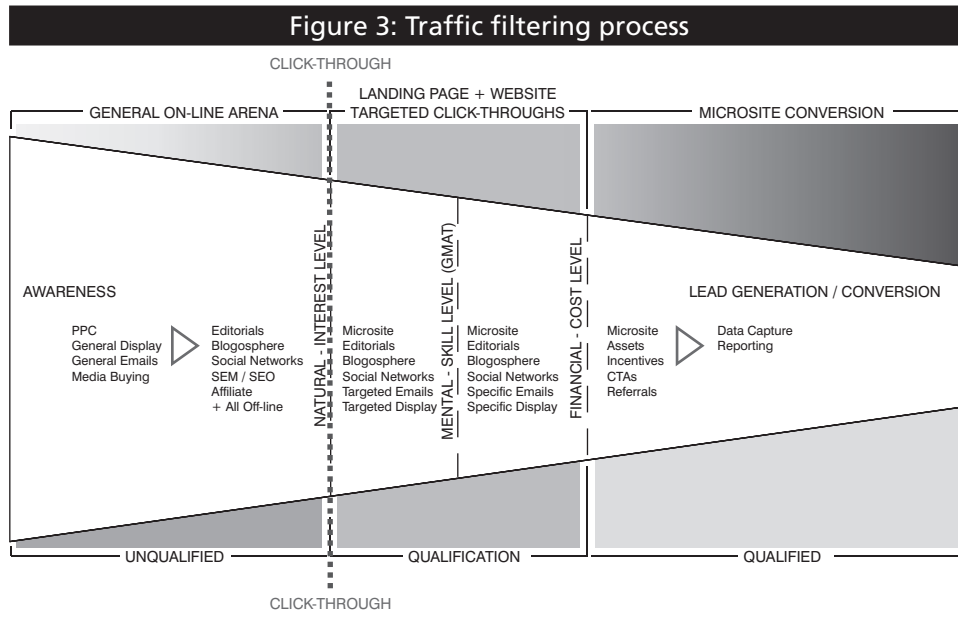 Figure 3: Traffic filtering process
CLICK-THROUGH
GENERAL ON-LINE ARENA
LANDING PAGE + WEBSITE
TARGETED CLICK-THROUGHS
MICROSITE CONVERSION
AWARENESS
PPC
General Display
General Emails
Media Buying
Editorials
Blogosphere
Social Networks
SEM / SEO
Affiliate
+ All Off-line
NATURAL - INTEREST LEVEL
Microsite
Editorials
Blogosphere
Social Networks
Targeted Emails
Targeted Display
MENTAL - SKILL LEVEL (GMAT)
Microsite
Editorials
Blogosphere
Social Networks
Specific Emails
Specific Display
FINANCIAL - COST LEVEL
LEAD GENERATION / CONVERSION
Microsite
Assets
Incentives
CTAs
Referrals
Data Capture
Reporting
UNQUALIFIED
QUALIFICATION
QUALIFIED
CLICK-THROUGH